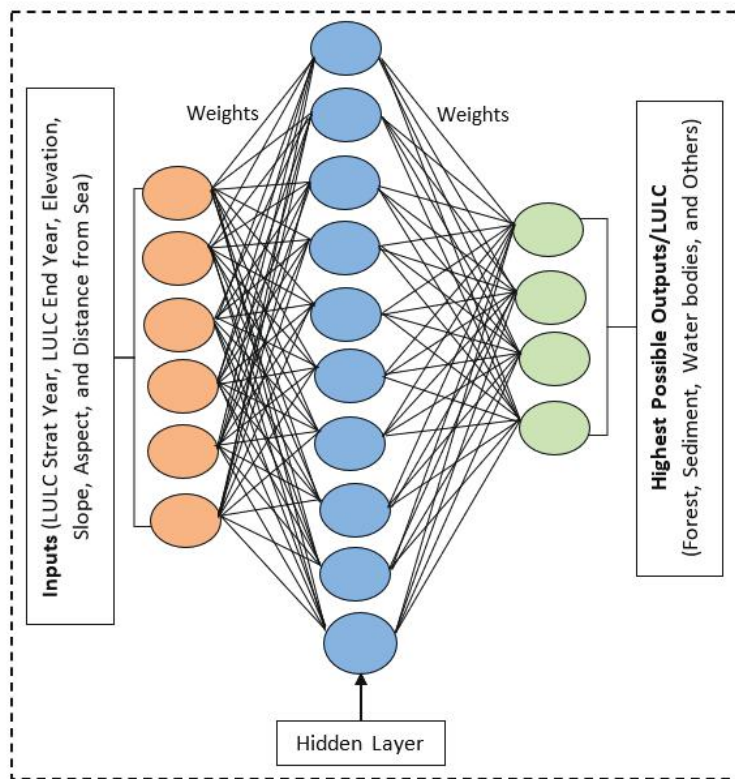 Weights
Weights
Inputs (LULC Strat Year, LULC End Year, Elevation,
Slope, Aspect, and Distance from Sea)
Highest Possible Outputs/LULC
(Forest, Sediment, Water bodies, and Others)
Hidden Layer